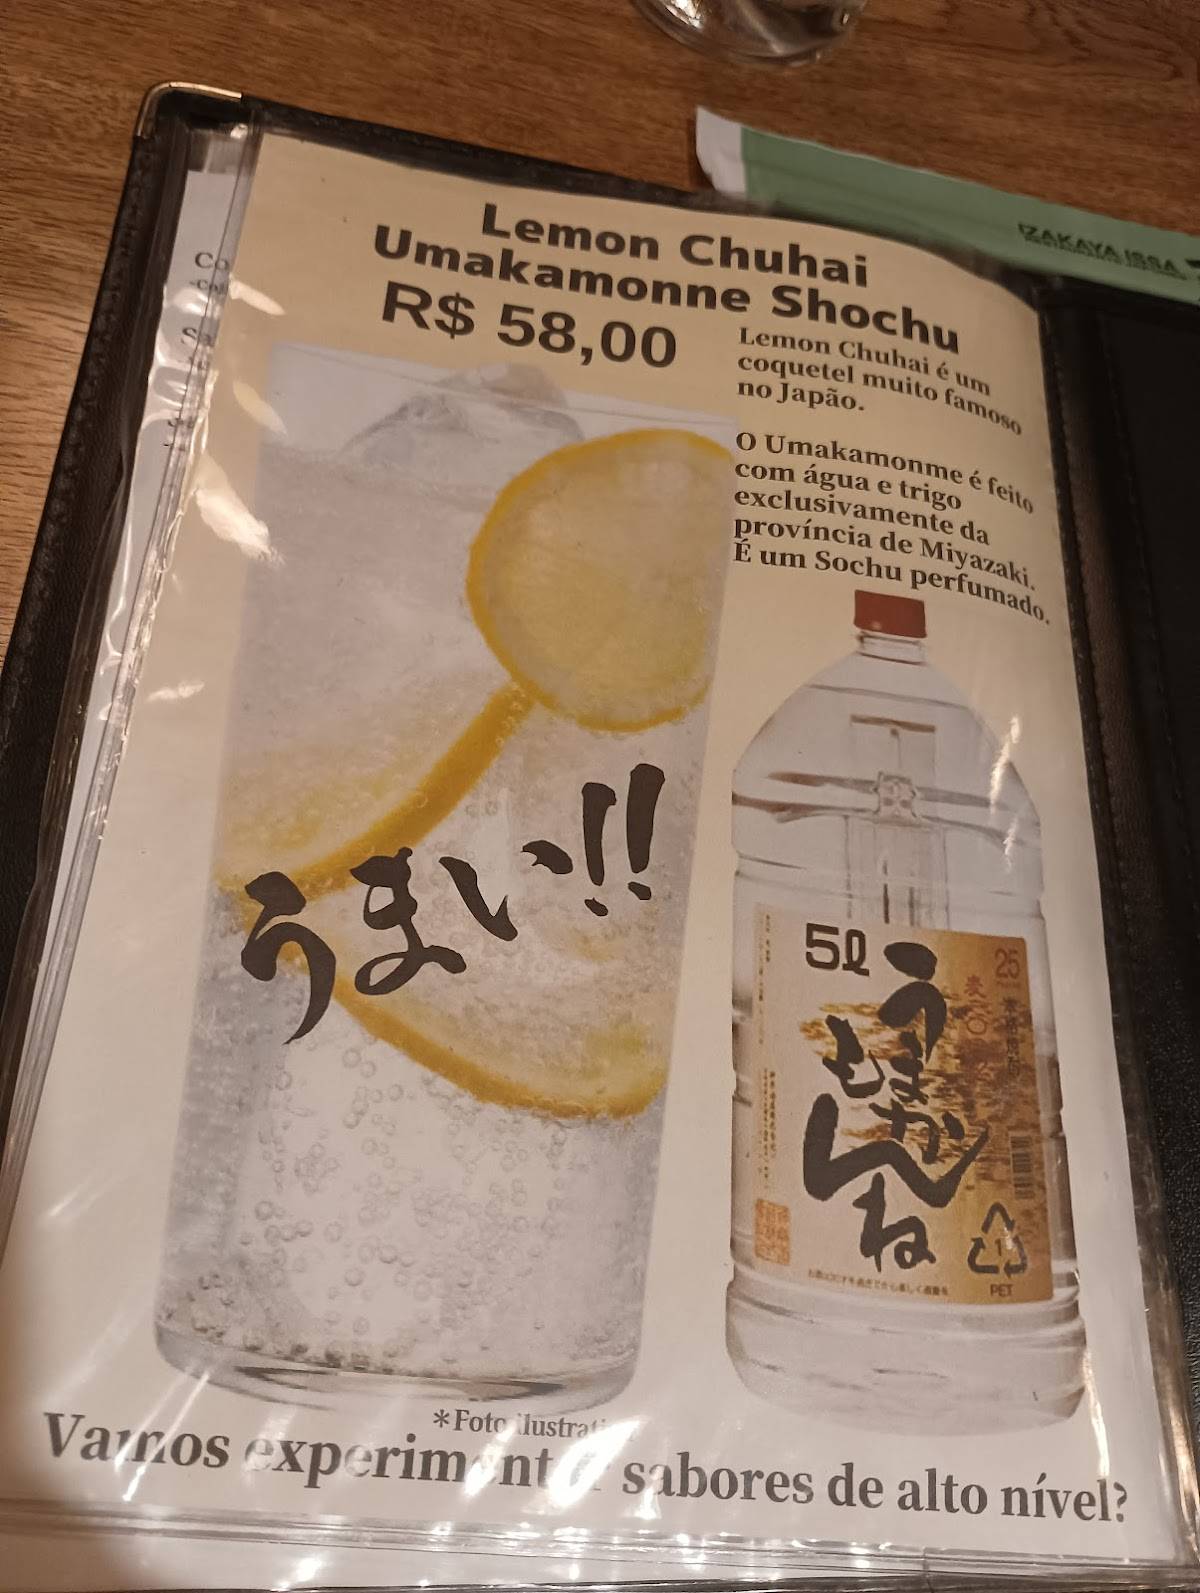 IZAKAYA ISSA
Lemon Chuhai
Umakamonne Shochu
R$ 58,00
Lemon Chuhai é um
coquetel muito famoso
no Japão.
O Umakamonme é feito
com água e trigo
exclusivamente da
província de Miyazaki.
É um Sochu perfumado.
うまい!!
5ℓ
25
うまかもんね
PET
*Foto
Vamos experimentar sabores de alto nível?